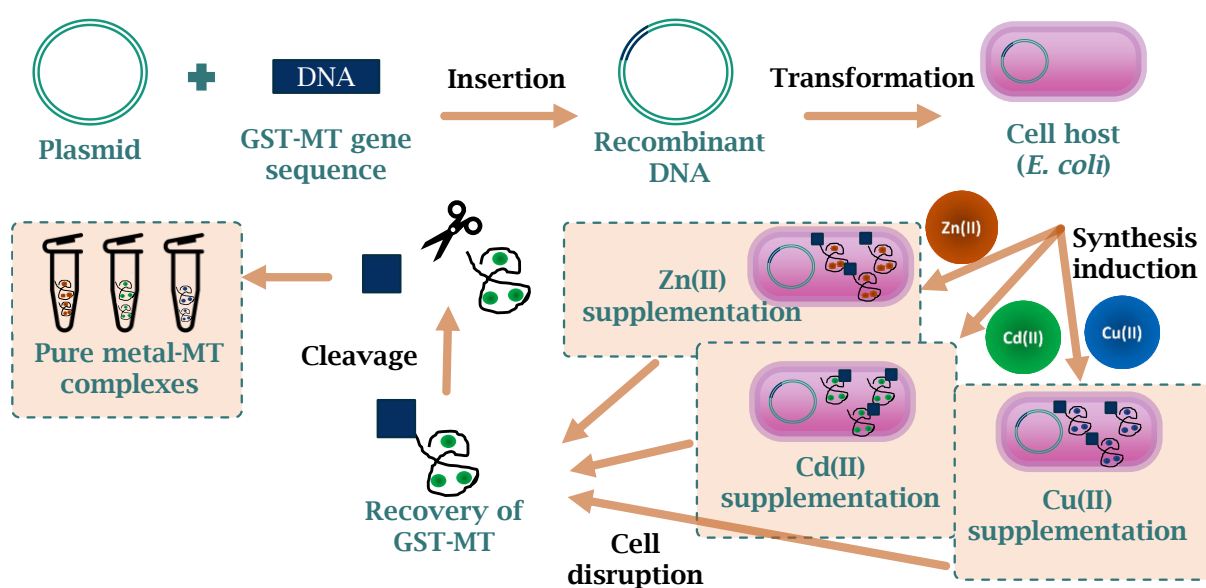 Plasmid
DNA
GST-MT gene
sequence
Insertion
Recombinant
DNA
Transformation
Cell host
(E. coli)
Synthesis
induction
Zn(II)
Cd(II)
Cu(II)
Zn(II)
supplementation
Cd(II)
supplementation
Cu(II)
supplementation
Cell
disruption
Recovery of
GST-MT
Cleavage
Pure metal-MT
complexes